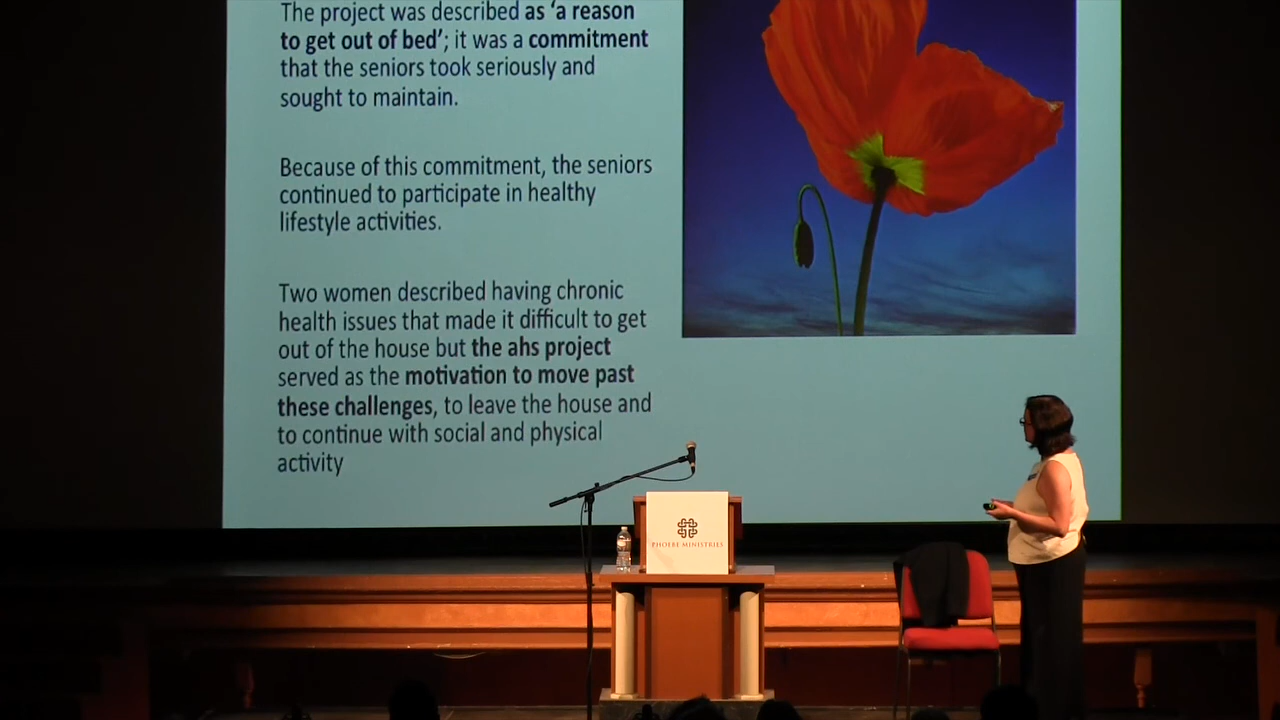 The project was described as ‘a reason
to get out of bed’; it was a commitment
that the seniors took seriously and
sought to maintain.
Because of this commitment, the seniors
continued to participate in healthy
lifestyle activities.
Two women described having chronic
health issues that made it difficult to get
out of the house but the ahs project
served as the motivation to move past
these challenges, to leave the house and
to continue with social and physical
activity
PHOEBE MINISTRIES